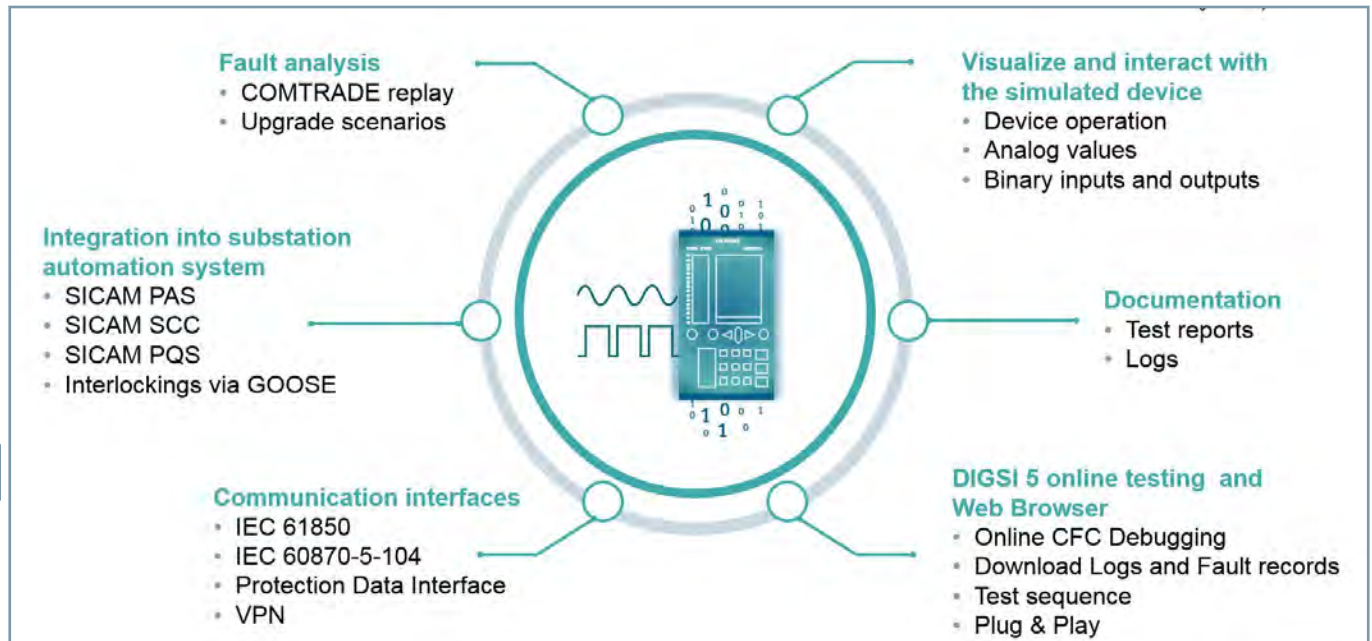 Fault analysis
COMTRADE replay
Upgrade scenarios
Visualize and interact with
the simulated device
Device operation
Analog values
Binary inputs and outputs
Integration into substation
automation system
SICAM PAS
SICAM SCC
SICAM PQS
Interlockings via GOOSE
Documentation
Test reports
Logs
Communication interfaces
IEC 61850
IEC 60870-5-104
Protection Data Interface
VPN
DIGSI 5 online testing and
Web Browser
Online CFC Debugging
Download Logs and Fault records
Test sequence
Plug & Play